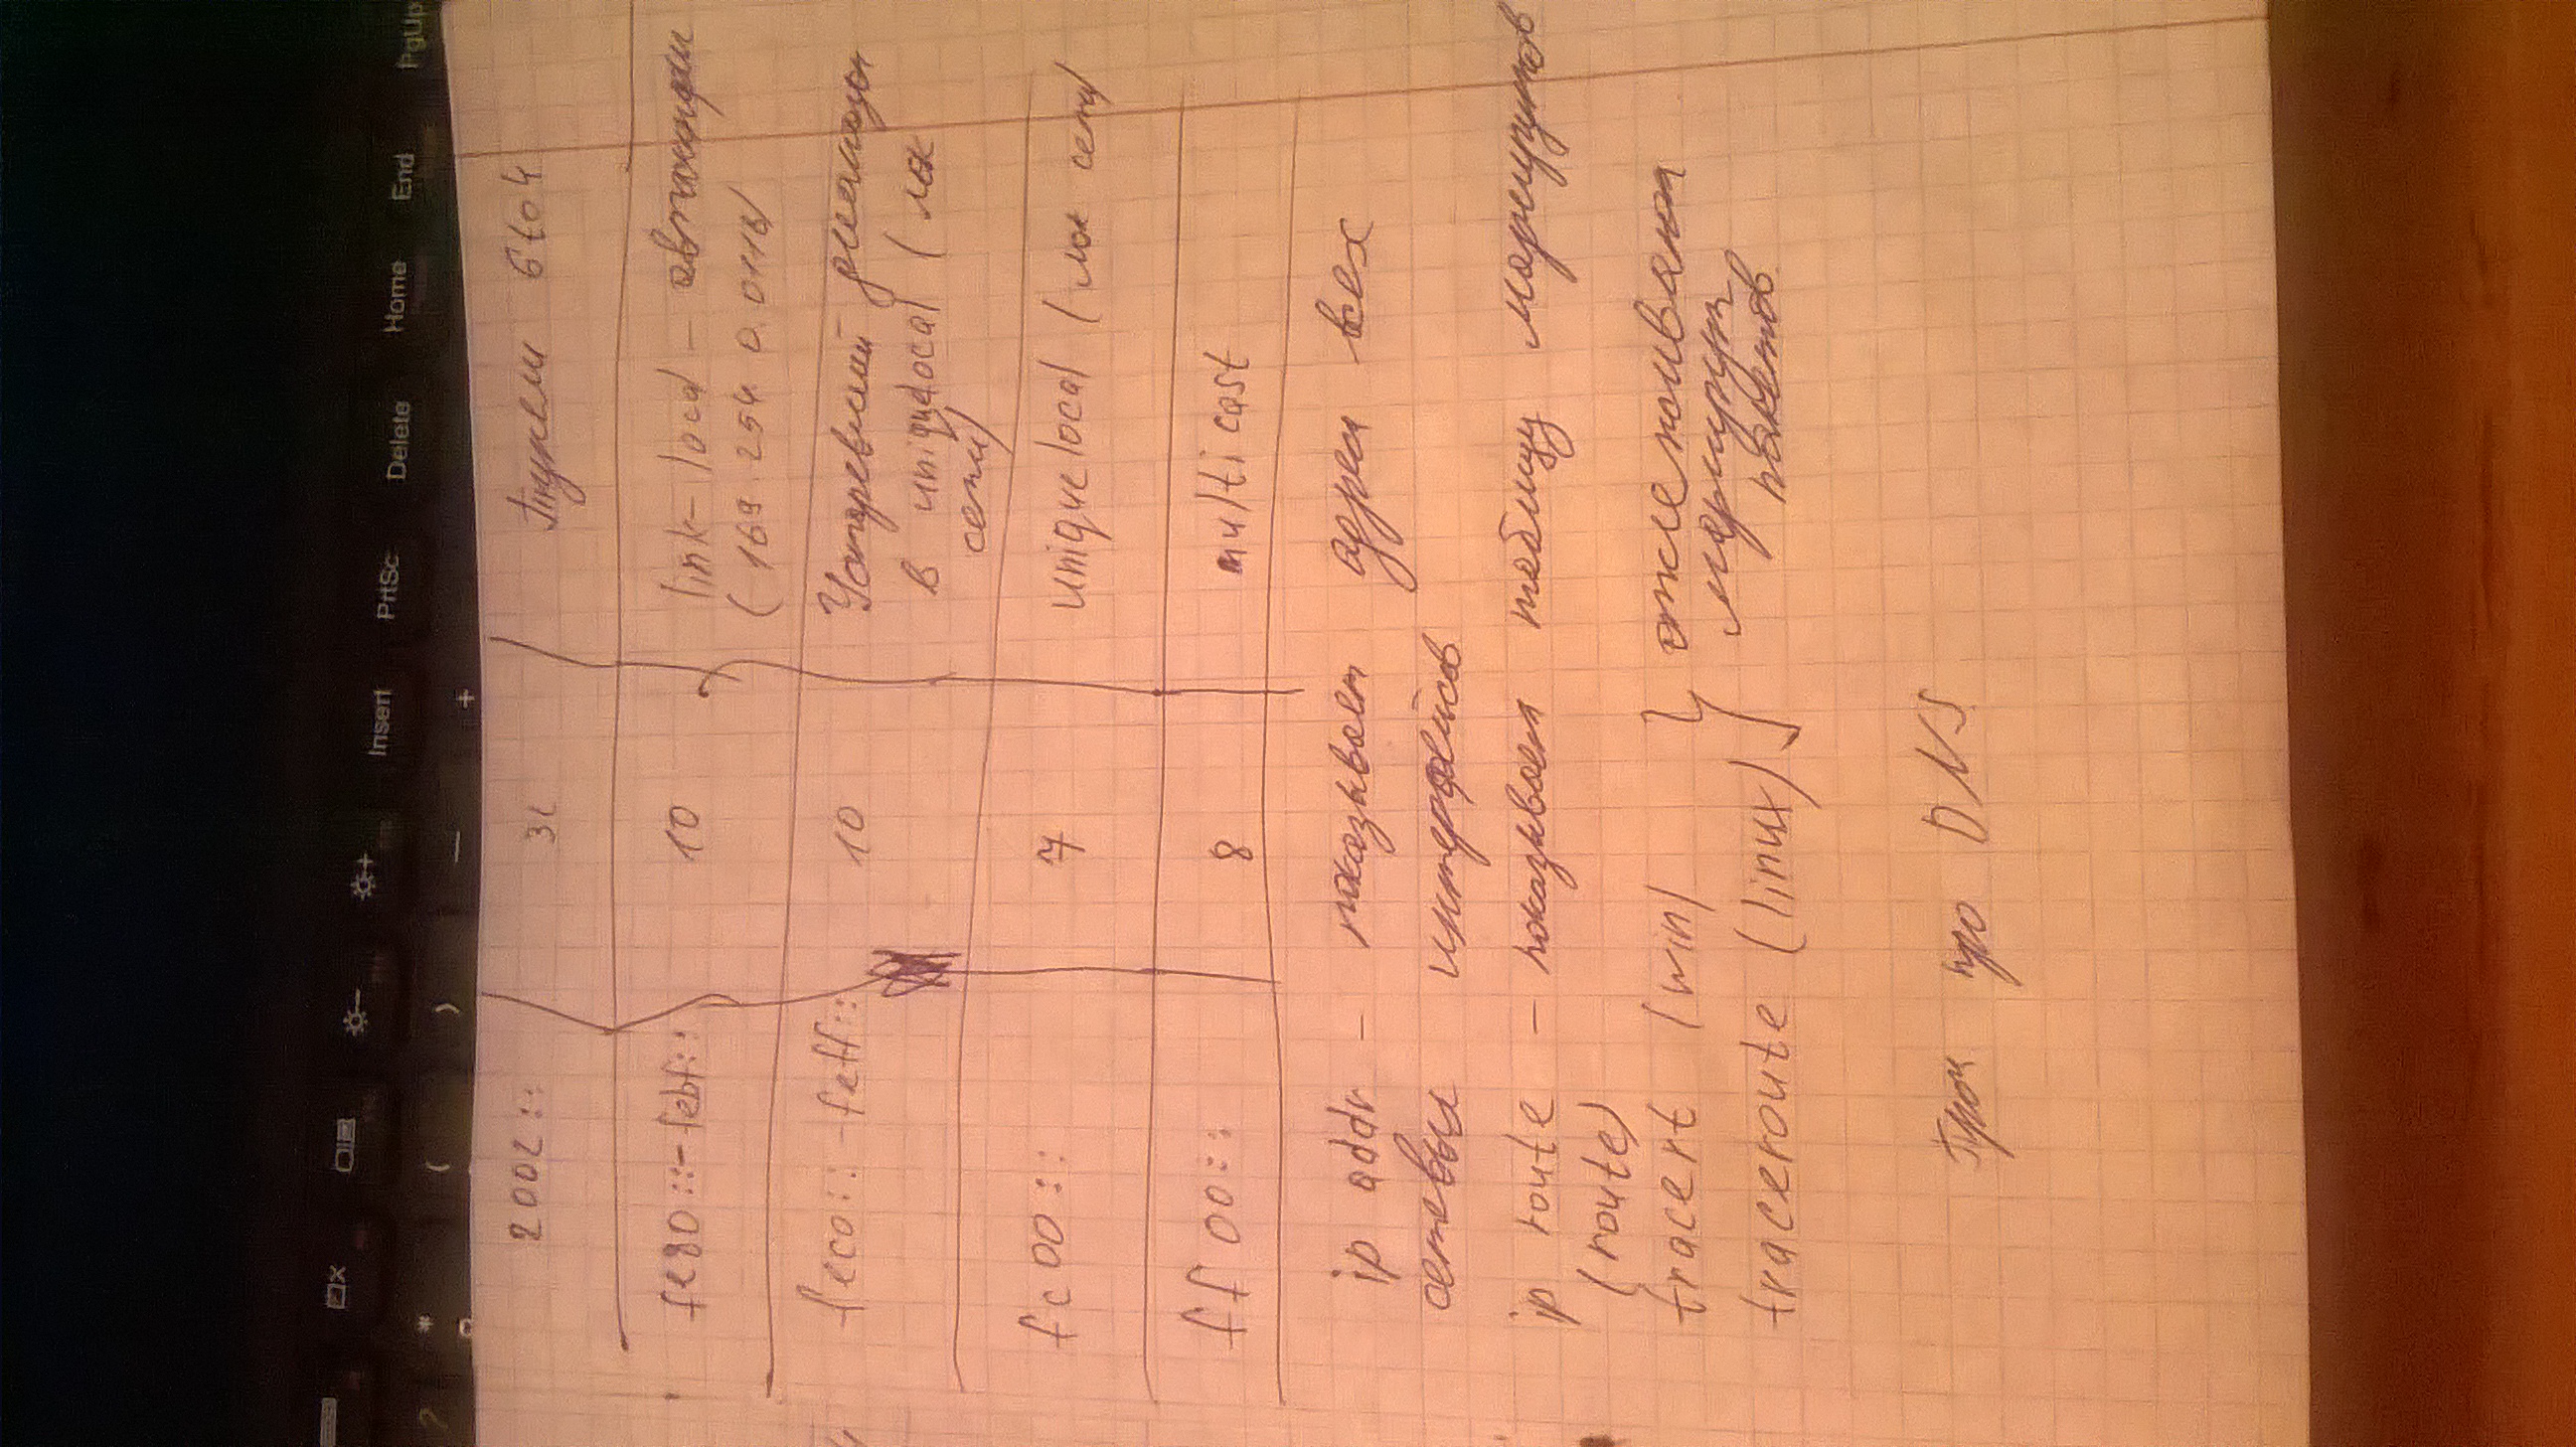 Insert PrtSc Delete Home End PgUp
* ( ) — +
2002:: 32 Тунели 6to4
fe80::-febf:: 10 link-local -
(169.254.0.0/16)
fec0::-feff:: 10 Устаревший диапазон
в uniquelocal (лок
сети)
fc00:: 7 uniquelocal (лок сети)
ff00:: 8 multicast
ip addr - показывает адреса всех
сетевых интерфейсов
ip route - показывает таблицу маршрутов
(route)
tracert (win) отслеживают
маршрут
traceroute (linux) пакетов
про DNS